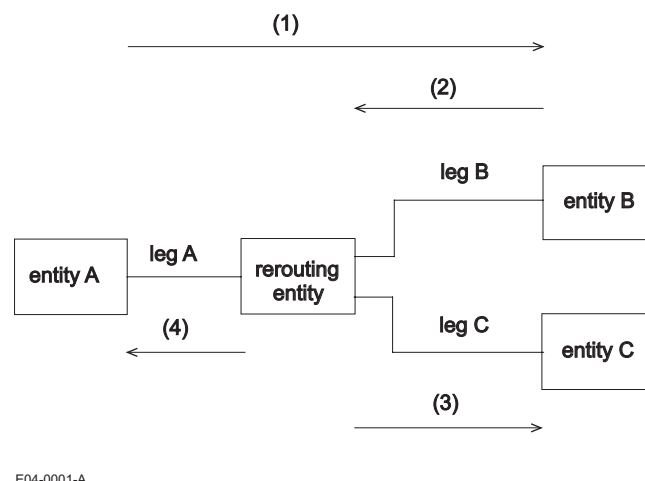 (1)
(2)
leg B
entity B
leg A
entity A
rerouting
entity
(4)
leg C
entity C
(3)
E04-0001-A